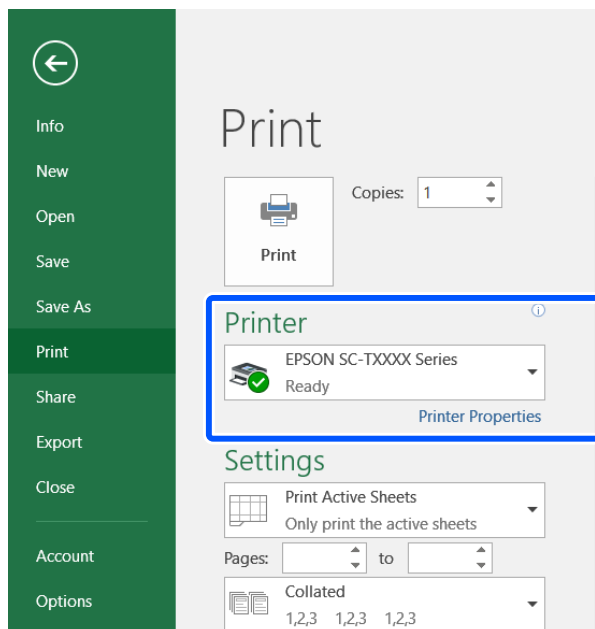 Info
New
Open
Save
Save As
Print
Share
Export
Close
Account
Options
Print
Copies: 1
Print
Printer
EPSON SC-TXXXX Series
Ready
Printer Properties
Settings
Print Active Sheets
Only print the active sheets
Pages: to
Collated
1,2,3 1,2,3 1,2,3